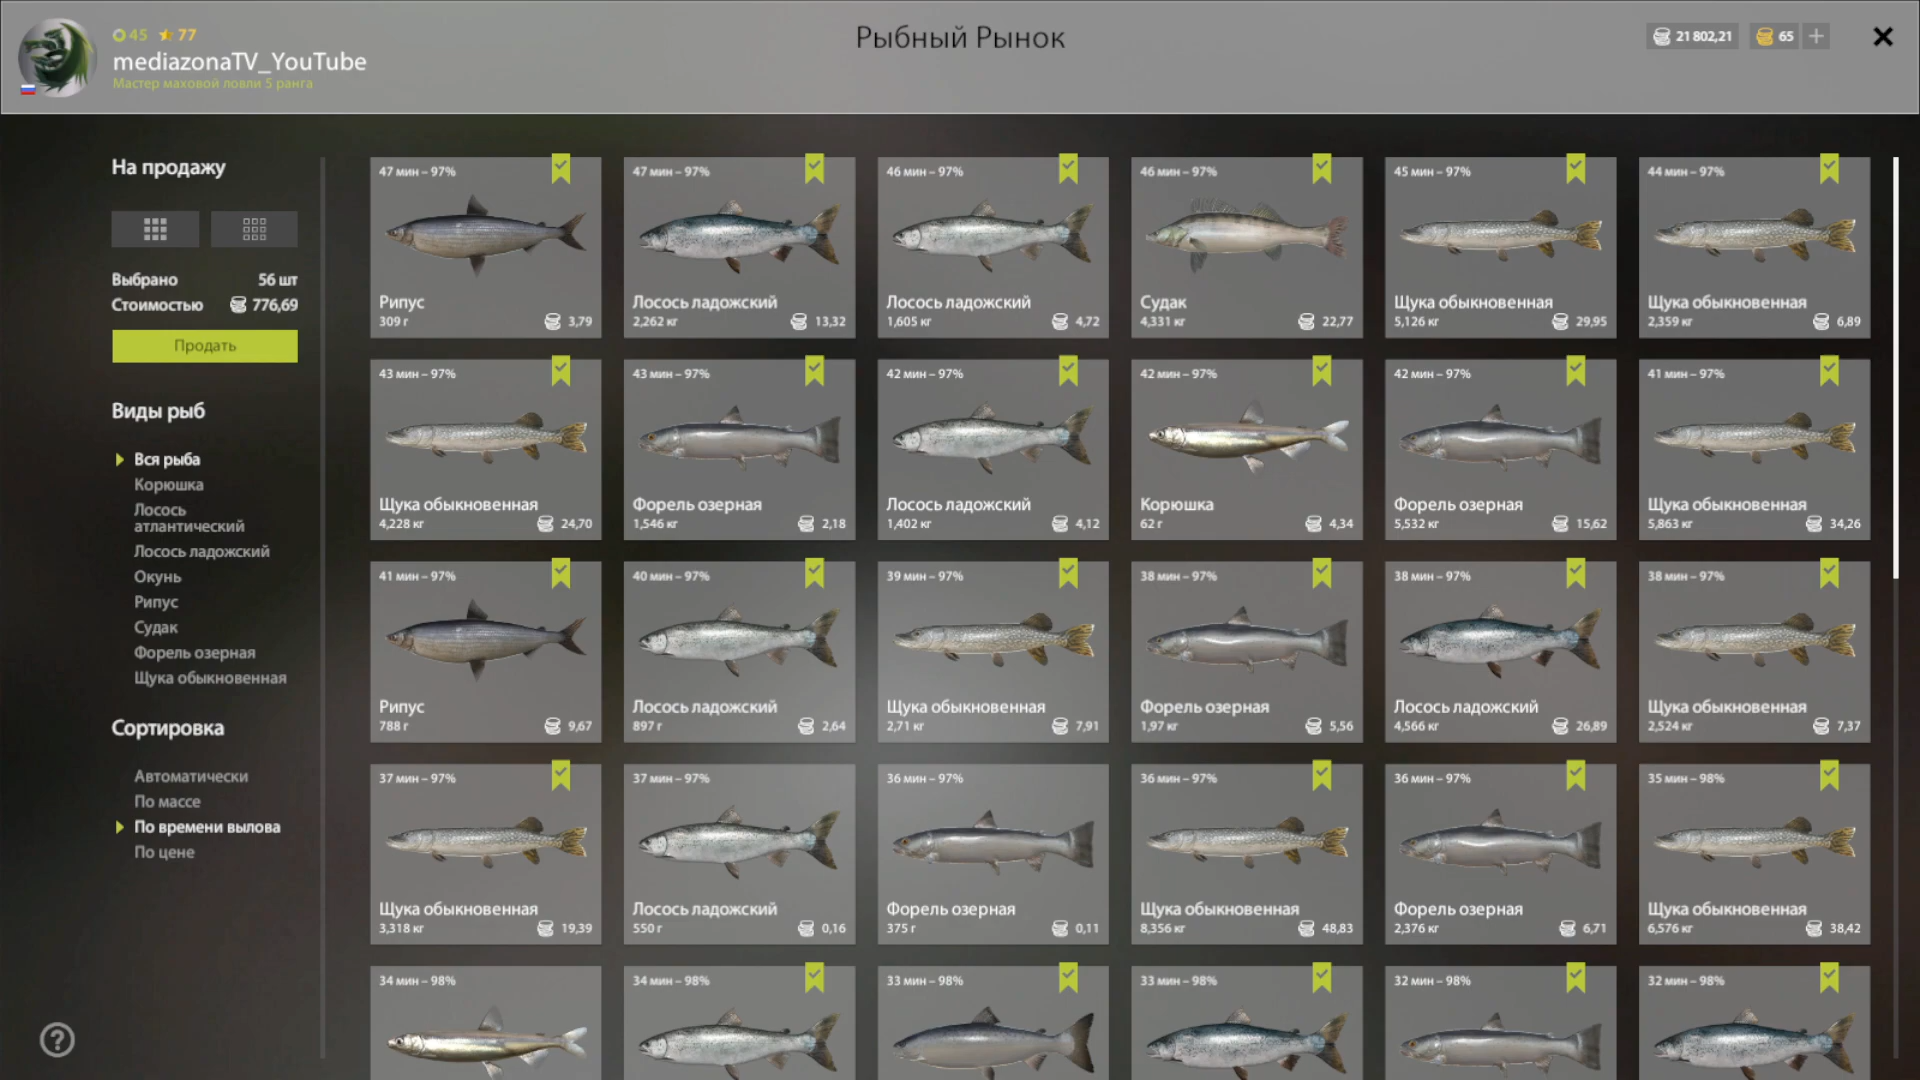 45 77
mediazonaTV_YouTube
Мастер маховой ловли 5 ранга
Рыбный Рынок
21 802,21
65
На продажу
Выбрано 56 шт
Стоимостью 776,69
Продать
Виды рыб
Вся рыба
Корюшка
Лосось
атлантический
Лосось ладожский
Окунь
Рипус
Судак
Форель озерная
Щука обыкновенная
Сортировка
Автоматически
По массе
По времени вылова
По цене
47 мин – 97%
Рипус
309 г 3,79
47 мин – 97%
Лосось ладожский
2,262 кг 13,32
46 мин – 97%
Лосось ладожский
1,605 кг 4,72
46 мин – 97%
Судак
4,331 кг 22,77
45 мин – 97%
Щука обыкновенная
5,126 кг 29,95
44 мин – 97%
Щука обыкновенная
2,359 кг 6,89
43 мин – 97%
Щука обыкновенная
4,228 кг 24,70
43 мин – 97%
Форель озерная
1,546 кг 2,18
42 мин – 97%
Лосось ладожский
1,402 кг 4,12
42 мин – 97%
Корюшка
62 г 4,34
42 мин – 97%
Форель озерная
5,532 кг 15,62
41 мин – 97%
Щука обыкновенная
5,863 кг 34,26
41 мин – 97%
Рипус
788 г 9,67
40 мин – 97%
Лосось ладожский
897 г 2,64
39 мин – 97%
Щука обыкновенная
2,71 кг 7,91
38 мин – 97%
Форель озерная
1,97 кг 5,56
38 мин – 97%
Лосось ладожский
4,566 кг 26,89
38 мин – 97%
Щука обыкновенная
2,524 кг 7,37
37 мин – 97%
Щука обыкновенная
3,318 кг 19,39
37 мин – 97%
Лосось ладожский
550 г 0,16
36 мин – 97%
Форель озерная
375 г 0,11
36 мин – 97%
Щука обыкновенная
8,356 кг 48,83
36 мин – 97%
Форель озерная
2,376 кг 6,71
35 мин – 98%
Щука обыкновенная
6,576 кг 38,42
34 мин – 98%
34 мин – 98%
33 мин – 98%
33 мин – 98%
32 мин – 98%
32 мин – 98%